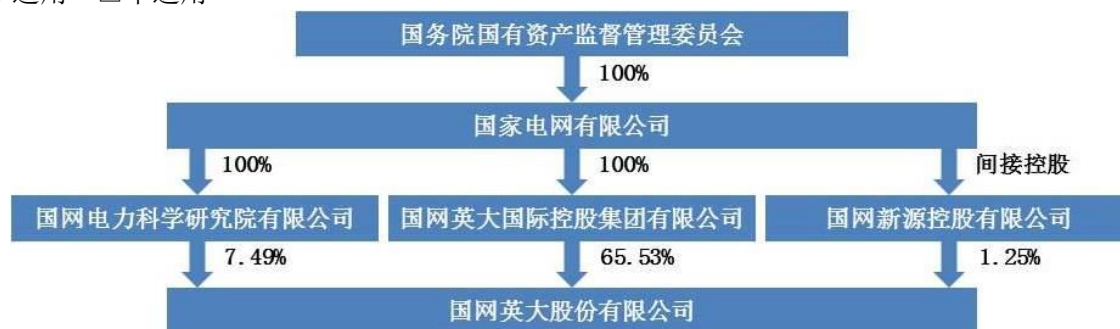 国务院国有资产监督管理委员会
100%
国家电网有限公司
100% 100% 间接控股
国网电力科学研究院有限公司 国网英大国际控股集团有限公司 国网新源控股有限公司
7.49% 65.53% 1.25%
国网英大股份有限公司